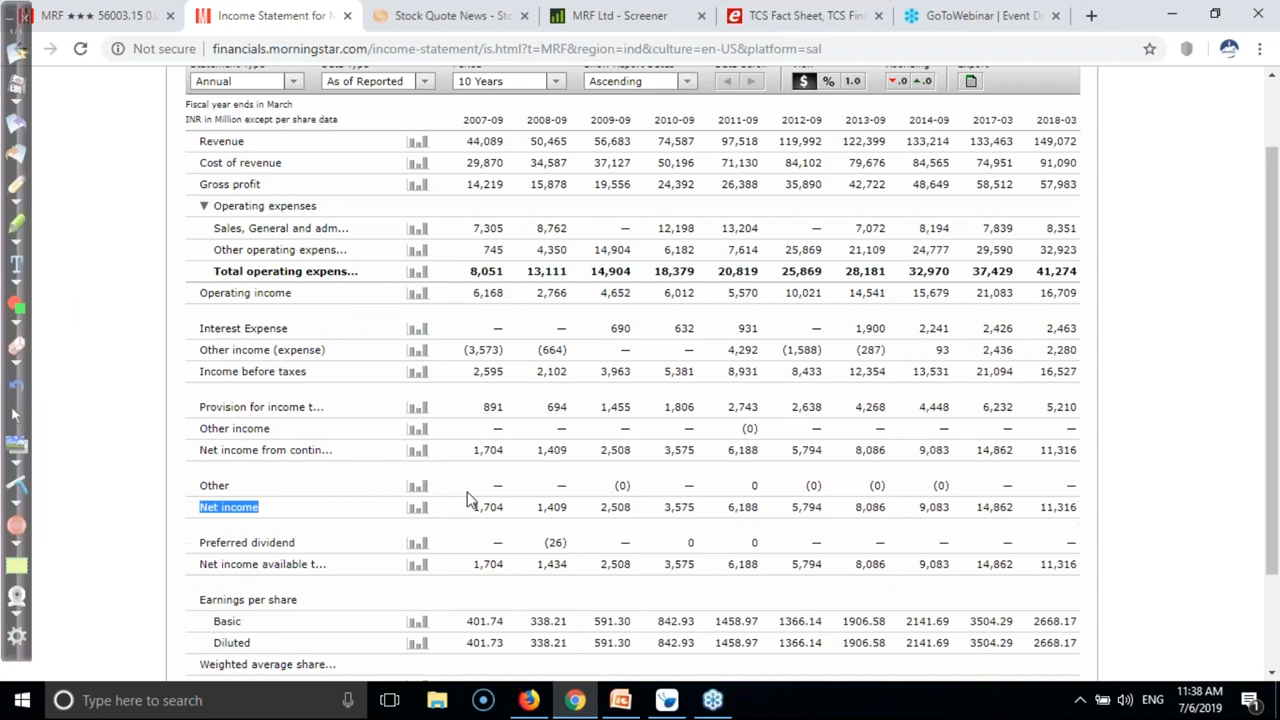 MRF ★★★ 56003.15 0.0
Income Statement for M
Stock Quote News - Sto
MRF Ltd - Screener
TCS Fact Sheet, TCS Fin
GoToWebinar | Event De
Not secure | financials.morningstar.com/income-statement/is.html?t=MRF&region=ind&culture=en-US&platform=sal
Annual As of Reported 10 Years Ascending $ % 1.0 .0 .0
Fiscal year ends in March
INR in Million except per share data 2007-09 2008-09 2009-09 2010-09 2011-09 2012-09 2013-09 2014-09 2017-03 2018-03
Revenue 44,089 50,465 56,683 74,587 97,518 119,992 122,399 133,214 133,463 149,072
Cost of revenue 29,870 34,587 37,127 50,196 71,130 84,102 79,676 84,565 74,951 91,090
Gross profit 14,219 15,878 19,556 24,392 26,388 35,890 42,722 48,649 58,512 57,983
▼ Operating expenses
Sales, General and adm... 7,305 8,762 — 12,198 13,204 — 7,072 8,194 7,839 8,351
Other operating expens... 745 4,350 14,904 6,182 7,614 25,869 21,109 24,777 29,590 32,923
Total operating expens... 8,051 13,111 14,904 18,379 20,819 25,869 28,181 32,970 37,429 41,274
Operating income 6,168 2,766 4,652 6,012 5,570 10,021 14,541 15,679 21,083 16,709
Interest Expense — — 690 632 931 — 1,900 2,241 2,426 2,463
Other income (expense) (3,573) (664) — — 4,292 (1,588) (287) 93 2,436 2,280
Income before taxes 2,595 2,102 3,963 5,381 8,931 8,433 12,354 13,531 21,094 16,527
Provision for income t... 891 694 1,455 1,806 2,743 2,638 4,268 4,448 6,232 5,210
Other income — — — — (0) — — — — —
Net income from contin... 1,704 1,409 2,508 3,575 6,188 5,794 8,086 9,083 14,862 11,316
Other — — (0) — 0 (0) (0) (0) — —
Net income 1,704 1,409 2,508 3,575 6,188 5,794 8,086 9,083 14,862 11,316
Preferred dividend — (26) — 0 0 — — — — —
Net income available t... 1,704 1,434 2,508 3,575 6,188 5,794 8,086 9,083 14,862 11,316
Earnings per share
Basic 401.74 338.21 591.30 842.93 1458.97 1366.14 1906.58 2141.69 3504.29 2668.17
Diluted 401.73 338.21 591.30 842.93 1458.97 1366.14 1906.58 2141.69 3504.29 2668.17
Weighted average share...
Type here to search
ENG
11:38 AM
7/6/2019